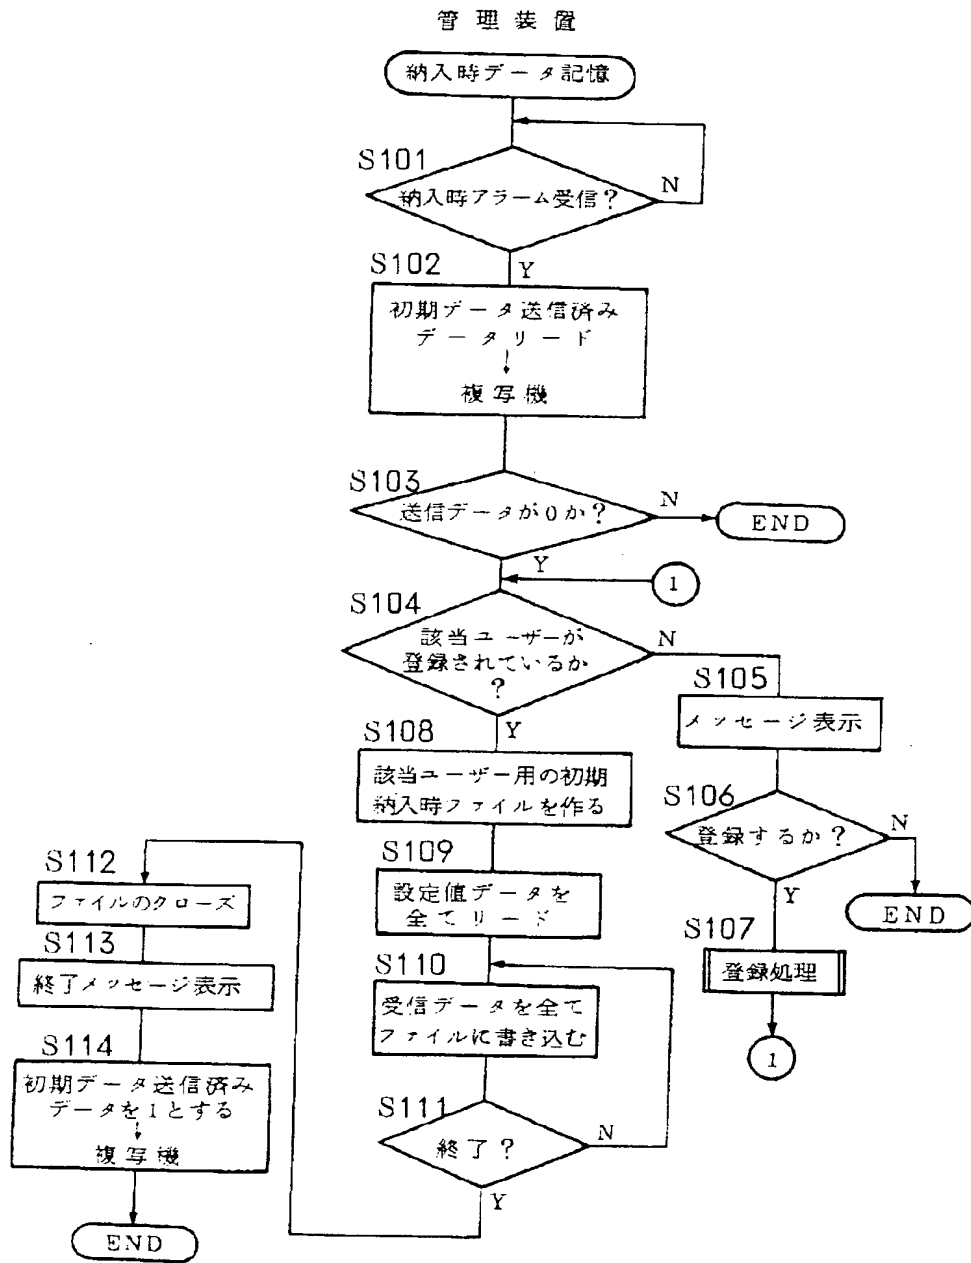 管理装置
納入時データ記憶
S101
納入時アラーム受信?
N
Y
S102
初期データ送信済み
データリード
↓
複写機
S103
送信データが0か?
N
END
Y
1
S104
該当ユーザーが
登録されているか
?
N
Y
S105
メッセージ表示
S106
登録するか?
N
END
Y
S107
登録処理
1
S108
該当ユーザー用の初期
納入時ファイルを作る
S109
設定値データを
全てリード
S110
受信データを全て
ファイルに書き込む
S111
終了?
N
Y
S112
ファイルのクローズ
S113
終了メッセージ表示
S114
初期データ送信済み
データを1とする
↓
複写機
END